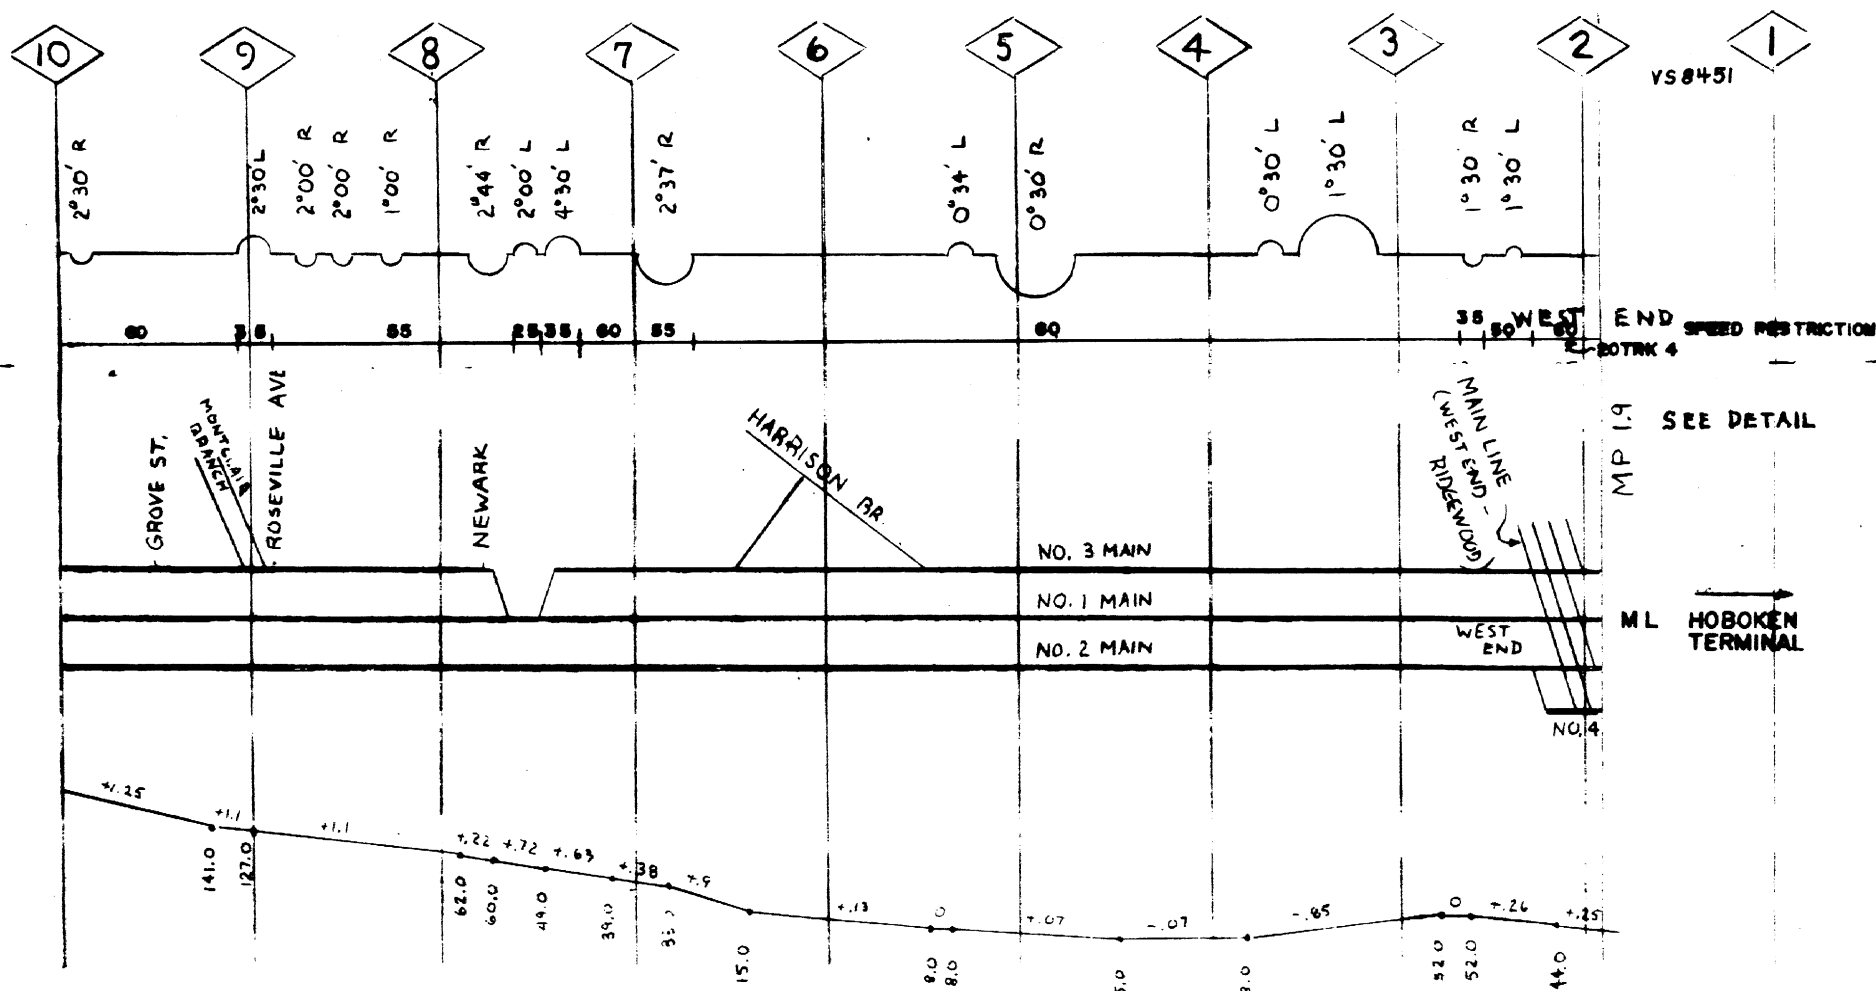 10 9 8 7 6 5 4 3 2 1
VS 8451
2°30' R
2°30' L
2°00' R
2°00' R
1°00' R
2°44' R
2°00' L
4°30' L
2°37' R
0°34' L
0°30' R
0°30' L
1°30' L
1°30' R
1°30' L
60 35 55 25 35 60 55 60 35 50 60
WEST END
SPEED RESTRICTION
20 TRK 4
MP 1.9 SEE DETAIL
GROVE ST.
MONTCLAIR
BRANCH
ROSEVILLE AVE
NEWARK
HARRISON BR.
MAIN LINE
(WEST END -
RIDGEWOOD)
NO. 3 MAIN
NO. 1 MAIN
NO. 2 MAIN
WEST
END
NO. 4
ML HOBOKEN
TERMINAL
+1.25 +1.1 +1.1 +.22 +.72 +.63 +.38 +.9 +.13 0 +.07 -.07 -.85 0 +.26 +.25
141.0
127.0
62.0
60.0
49.0
39.0
15.0
8.0
8.0
52.0
52.0
44.0